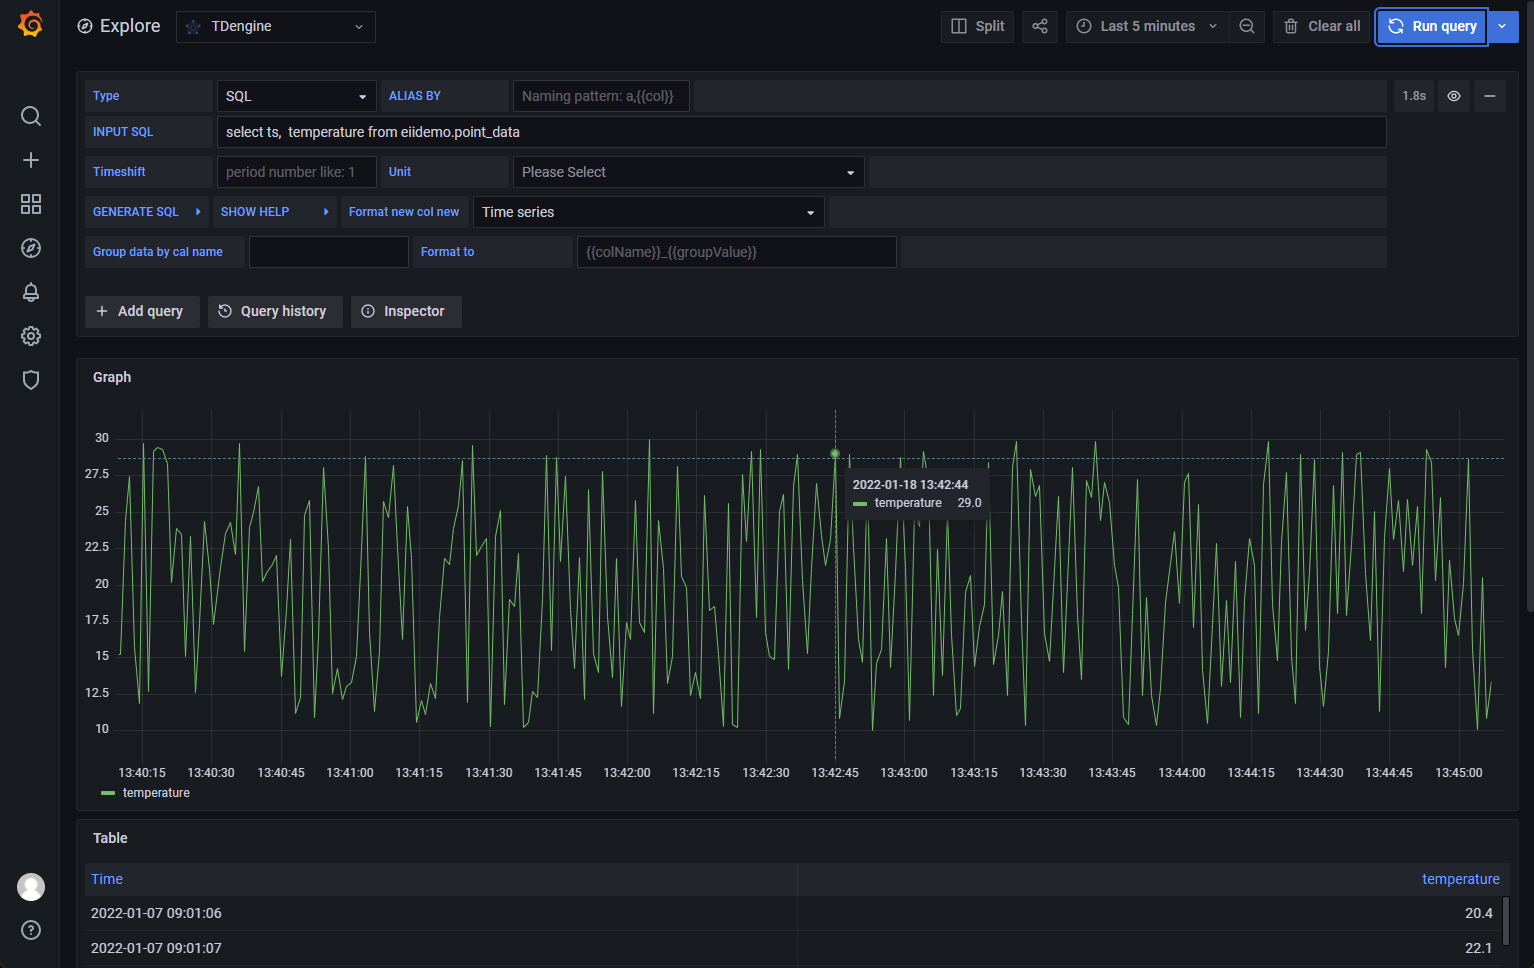 Explore
TDengine
Split
Last 5 minutes
Clear all
Run query
Type
SQL
ALIAS BY
Naming pattern: a,{{col}}
1.8s
INPUT SQL
select ts,  temperature from eiidemo.point_data
Timeshift
period number like: 1
Unit
Please Select
GENERATE SQL
SHOW HELP
Format new col new
Time series
Group data by cal name
Format to
{{colName}}_{{groupValue}}
Add query
Query history
Inspector
Graph
30
27.5
25
22.5
20
17.5
15
12.5
10
2022-01-18 13:42:44
temperature 29.0
13:40:15 13:40:30 13:40:45 13:41:00 13:41:15 13:41:30 13:41:45 13:42:00 13:42:15 13:42:30 13:42:45 13:43:00 13:43:15 13:43:30 13:43:45 13:44:00 13:44:15 13:44:30 13:44:45 13:45:00
temperature
Table
Time temperature
2022-01-07 09:01:06 20.4
2022-01-07 09:01:07 22.1